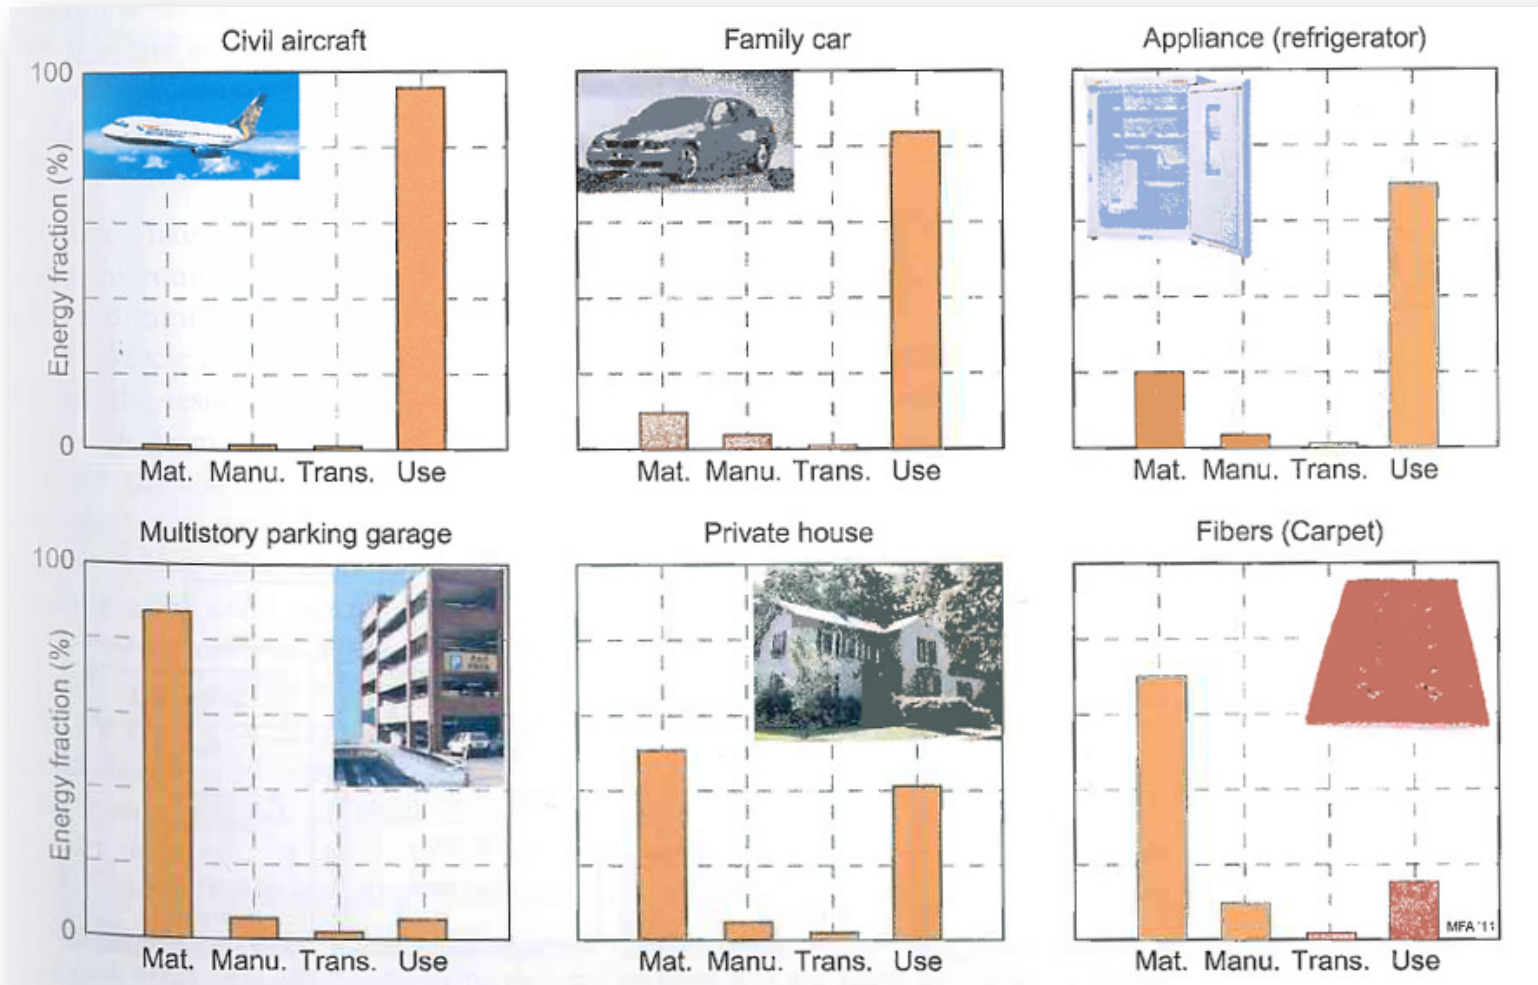 Civil aircraft
Family car
Appliance (refrigerator)
100
Energy fraction (%)
0
Mat. Manu. Trans. Use
Mat. Manu. Trans. Use
Mat. Manu. Trans. Use
Multistory parking garage
Private house
Fibers (Carpet)
100
Energy fraction (%)
0
MFA '11
Mat. Manu. Trans. Use
Mat. Manu. Trans. Use
Mat. Manu. Trans. Use